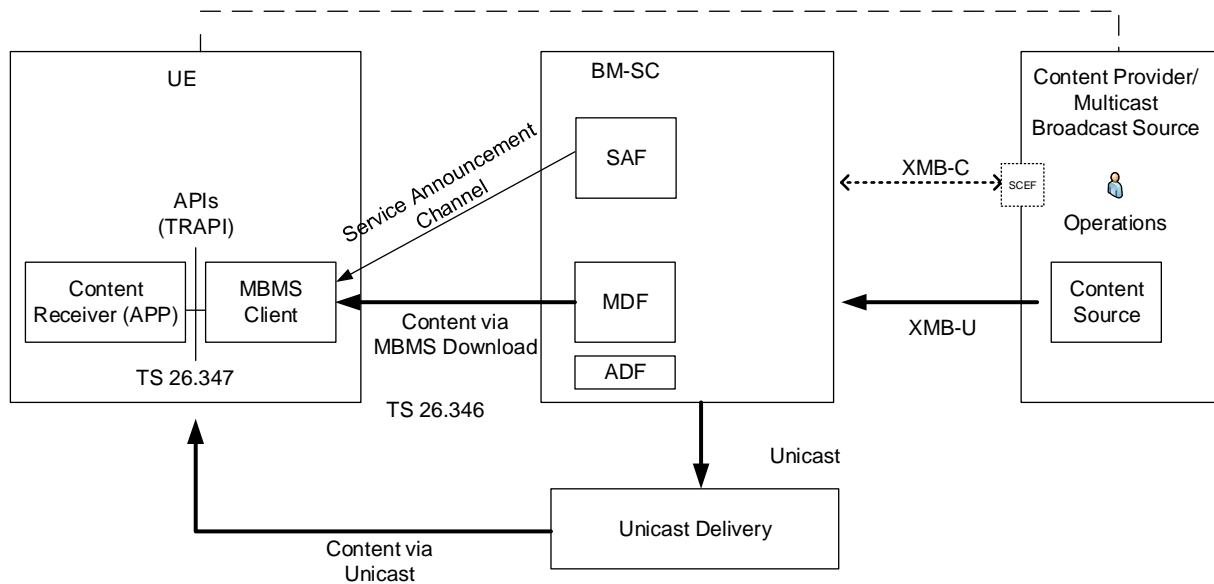 UE
BM-SC
Content Provider/
Multicast
Broadcast Source
SAF
Service Announcement
Channel
XMB-C
SCEF
Operations
APIs
(TRAPI)
Content
Receiver (APP)
MBMS
Client
MDF
Content
Source
Content via
MBMS Download
XMB-U
ADF
TS 26.347
TS 26.346
Unicast
Unicast Delivery
Content via
Unicast